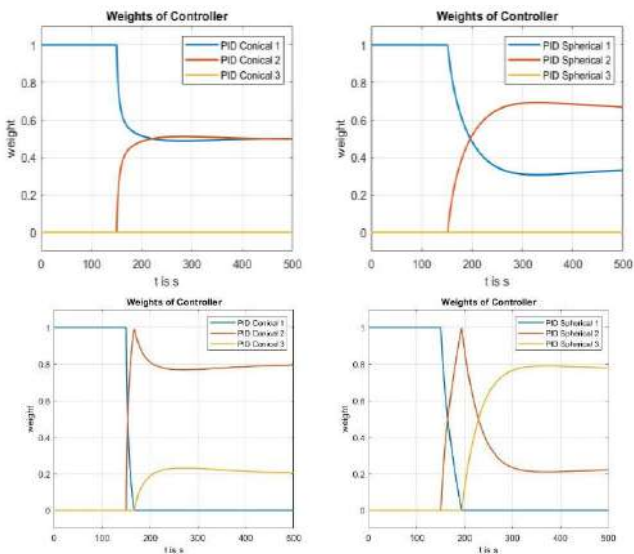 Weights of Controller
PID Conical 1
PID Conical 2
PID Conical 3
weight
1
0.8
0.6
0.4
0.2
0
0 100 200 300 400 500
t is s
Weights of Controller
PID Spherical 1
PID Spherical 2
PID Spherical 3
weight
1
0.8
0.6
0.4
0.2
0
0 100 200 300 400 500
t is s
Weights of Controller
PID Conical 1
PID Conical 2
PID Conical 3
weight
1
0.8
0.6
0.4
0.2
0
0 100 200 300 400 500
t is s
Weights of Controller
PID Spherical 1
PID Spherical 2
PID Spherical 3
weight
1
0.8
0.6
0.4
0.2
0
0 100 200 300 400 500
t is s